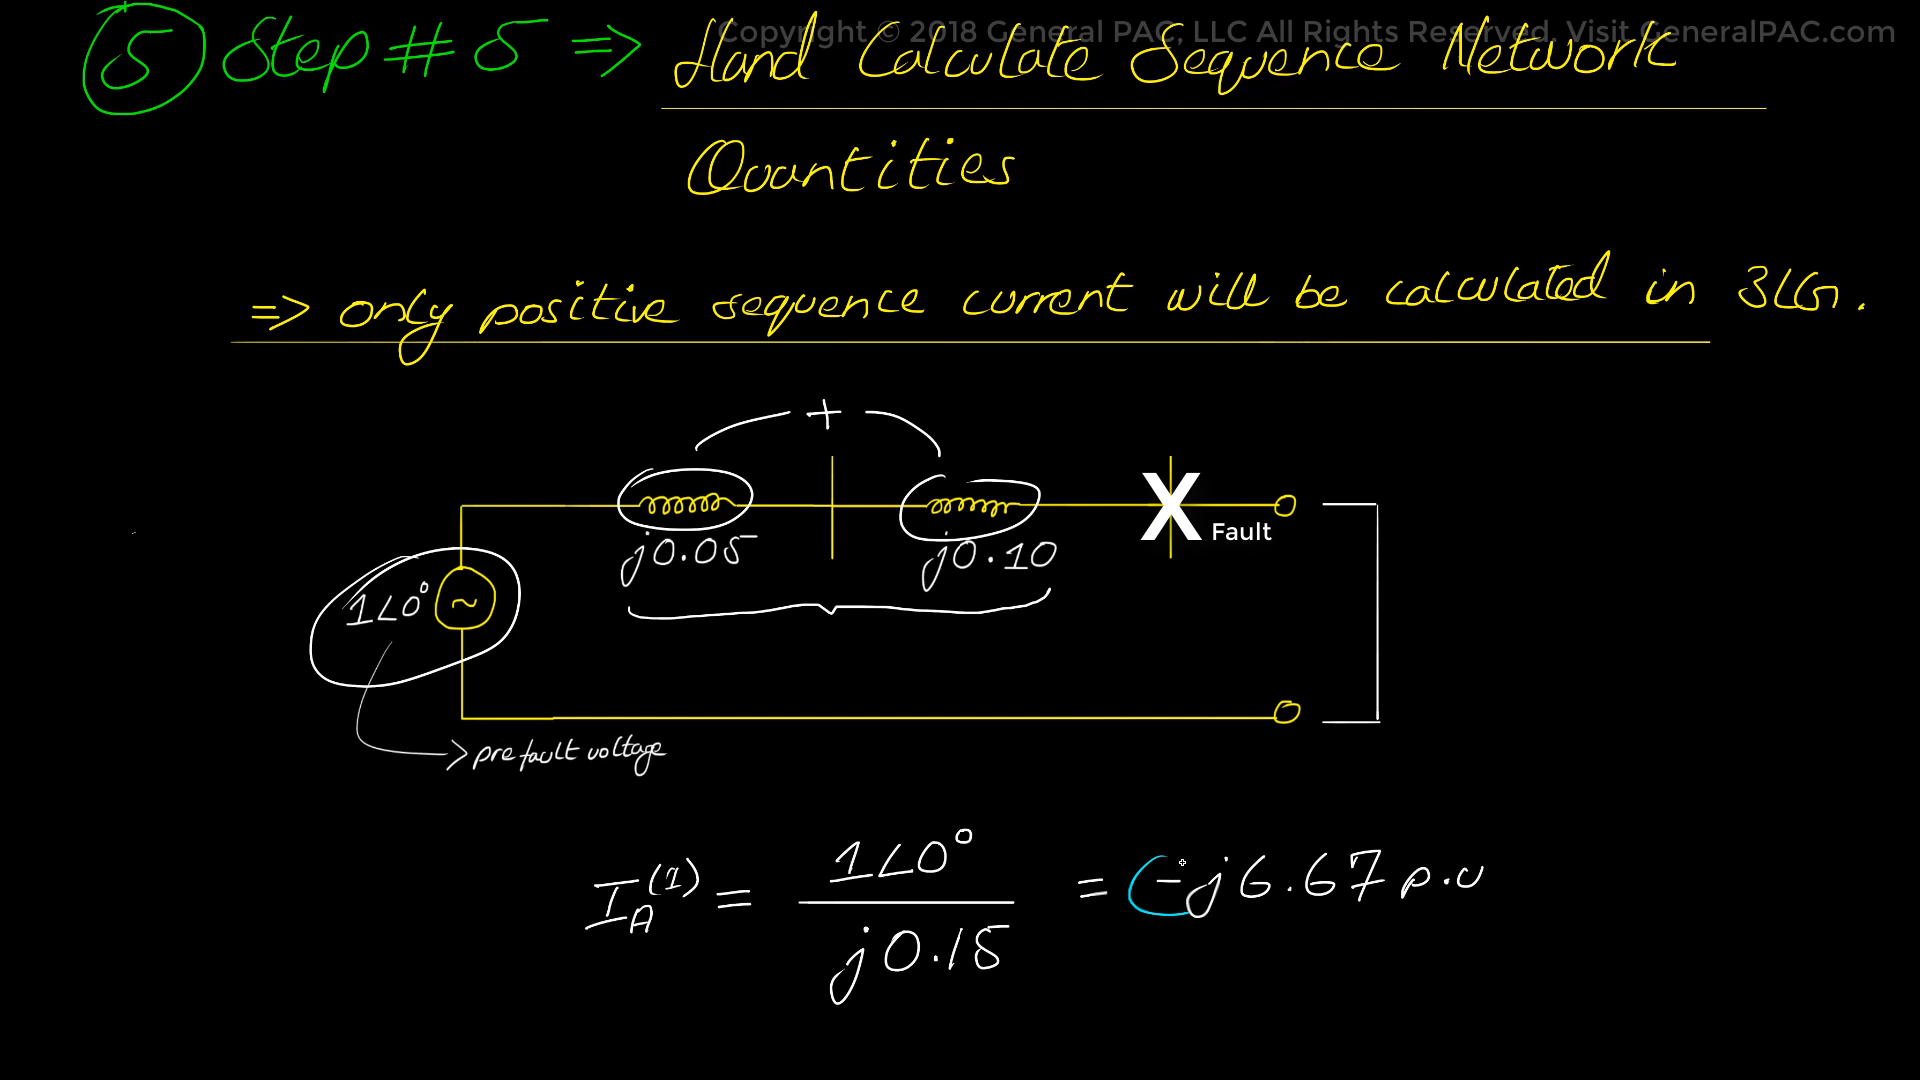 Copyright © 2018 General PAC, LLC All Rights Reserved. Visit GeneralPAC.com
5 Step # 5 => Hand Calculate Sequence Network
Quantities
=> only positive sequence current will be calculated in 3LG.
+
X Fault
j0.05 j0.10
1∠0° ~
> prefault voltage
I_A^(1) = 1∠0° / j0.15 = -j6.67 p.u